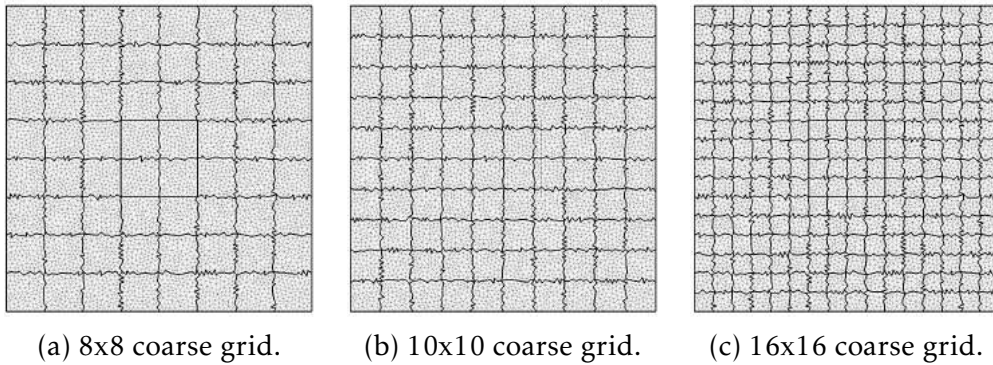 (a) 8x8 coarse grid.
(b) 10x10 coarse grid.
(c) 16x16 coarse grid.